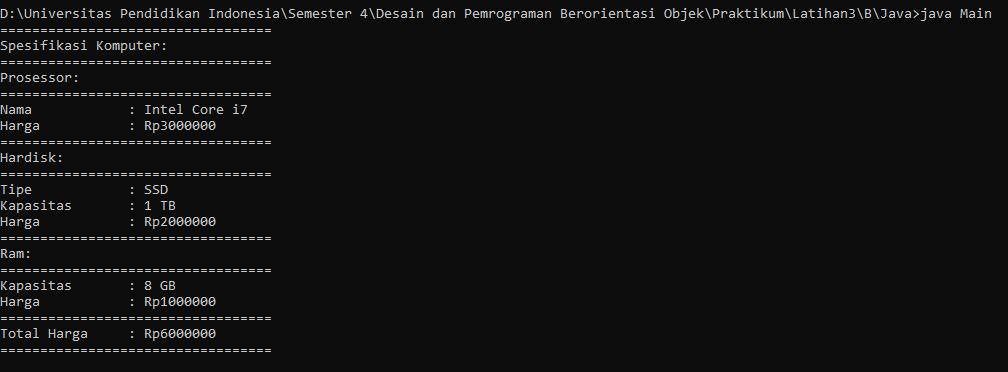 D:\Universitas Pendidikan Indonesia\Semester 4\Desain dan Pemrograman Berorientasi Objek\Praktikum\Latihan3\B\Java>java Main
==================================
Spesifikasi Komputer:
==================================
Prosessor:
==================================
Nama            : Intel Core i7
Harga           : Rp3000000
==================================
Hardisk:
==================================
Tipe            : SSD
Kapasitas       : 1 TB
Harga           : Rp2000000
==================================
Ram:
==================================
Kapasitas       : 8 GB
Harga           : Rp1000000
==================================
Total Harga     : Rp6000000
==================================